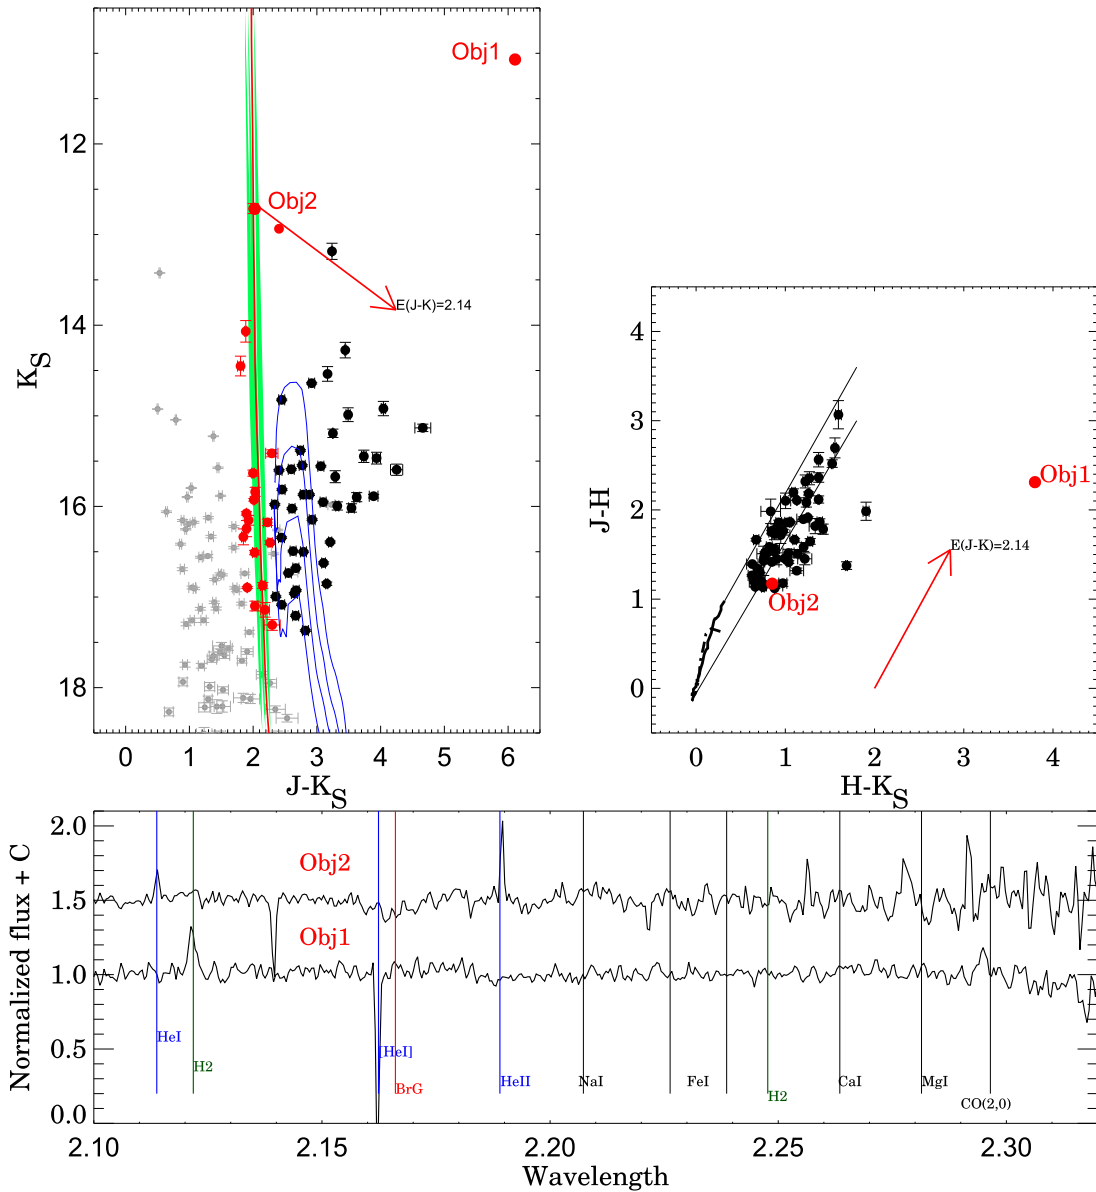 Obj1
12
Obj2
E(J-K)=2.14
14
K_S
16
18
0 1 2 3 4 5 6
J-K_S
4
3
Obj1
2
J-H
E(J-K)=2.14
1
Obj2
0
0 1 2 3 4
H-K_S
2.0
Obj2
1.5
Obj1
1.0
Normalized flux + C
HeI
[HeI]
H2
0.5
HeII
NaI
FeI
CaI
MgI
BrG
H2
CO(2,0)
0.0
2.10 2.15 2.20 2.25 2.30
Wavelength